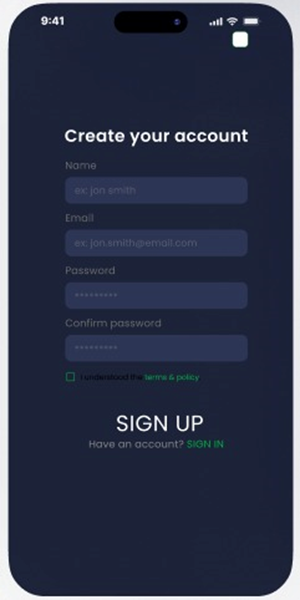 9:41
Create your account
Name
ex: jon smith
Email
ex: jon.smith@email.com
Password
*********
Confirm password
*********
I understood the terms & policy
SIGN UP
Have an account? SIGN IN